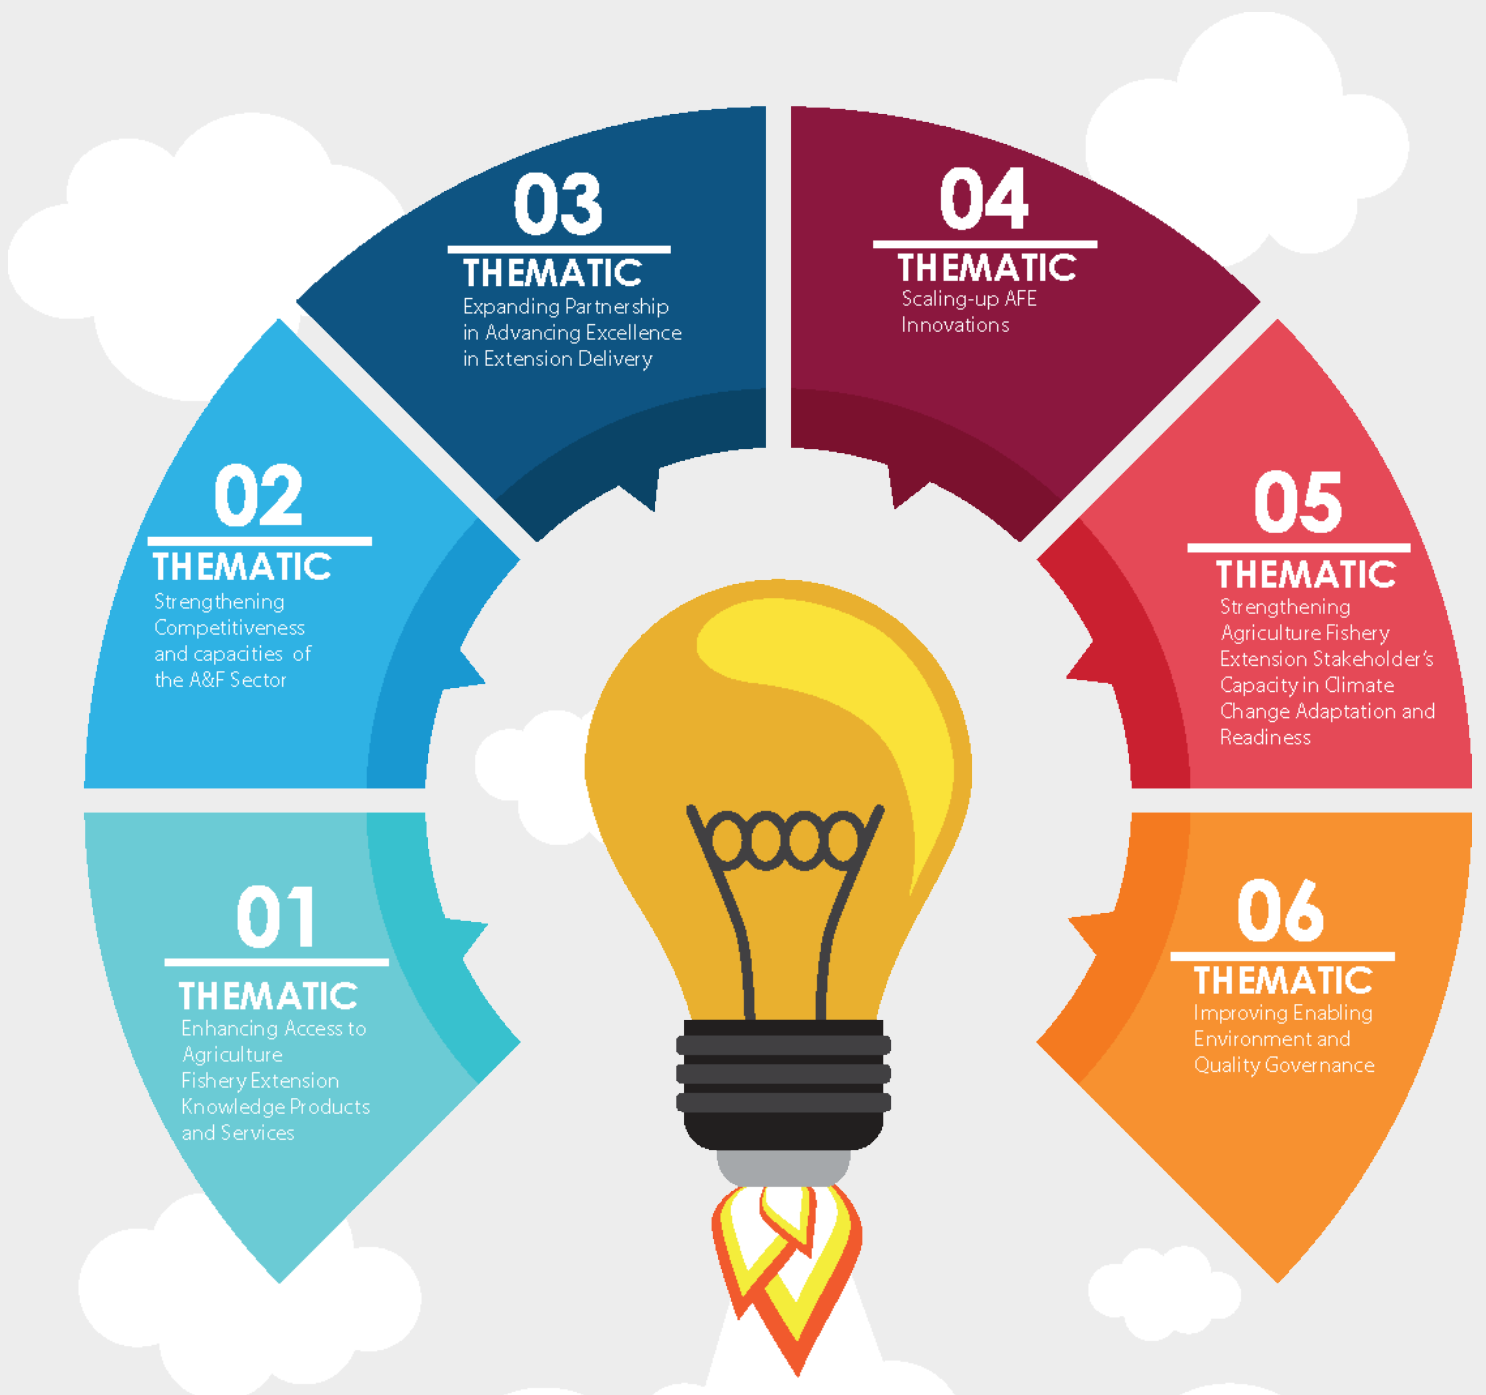 01
THEMATIC
Enhancing Access to
Agriculture
Fishery Extension
Knowledge Products
and Services
02
THEMATIC
Strengthening
Competitiveness
and capacities of
the A&F Sector
03
THEMATIC
Expanding Partnership
in Advancing Excellence
in Extension Delivery
04
THEMATIC
Scaling-up AFE
Innovations
05
THEMATIC
Strengthening
Agriculture Fishery
Extension Stakeholder's
Capacity in Climate
Change Adaptation and
Readiness
06
THEMATIC
Improving Enabling
Environment and
Quality Governance